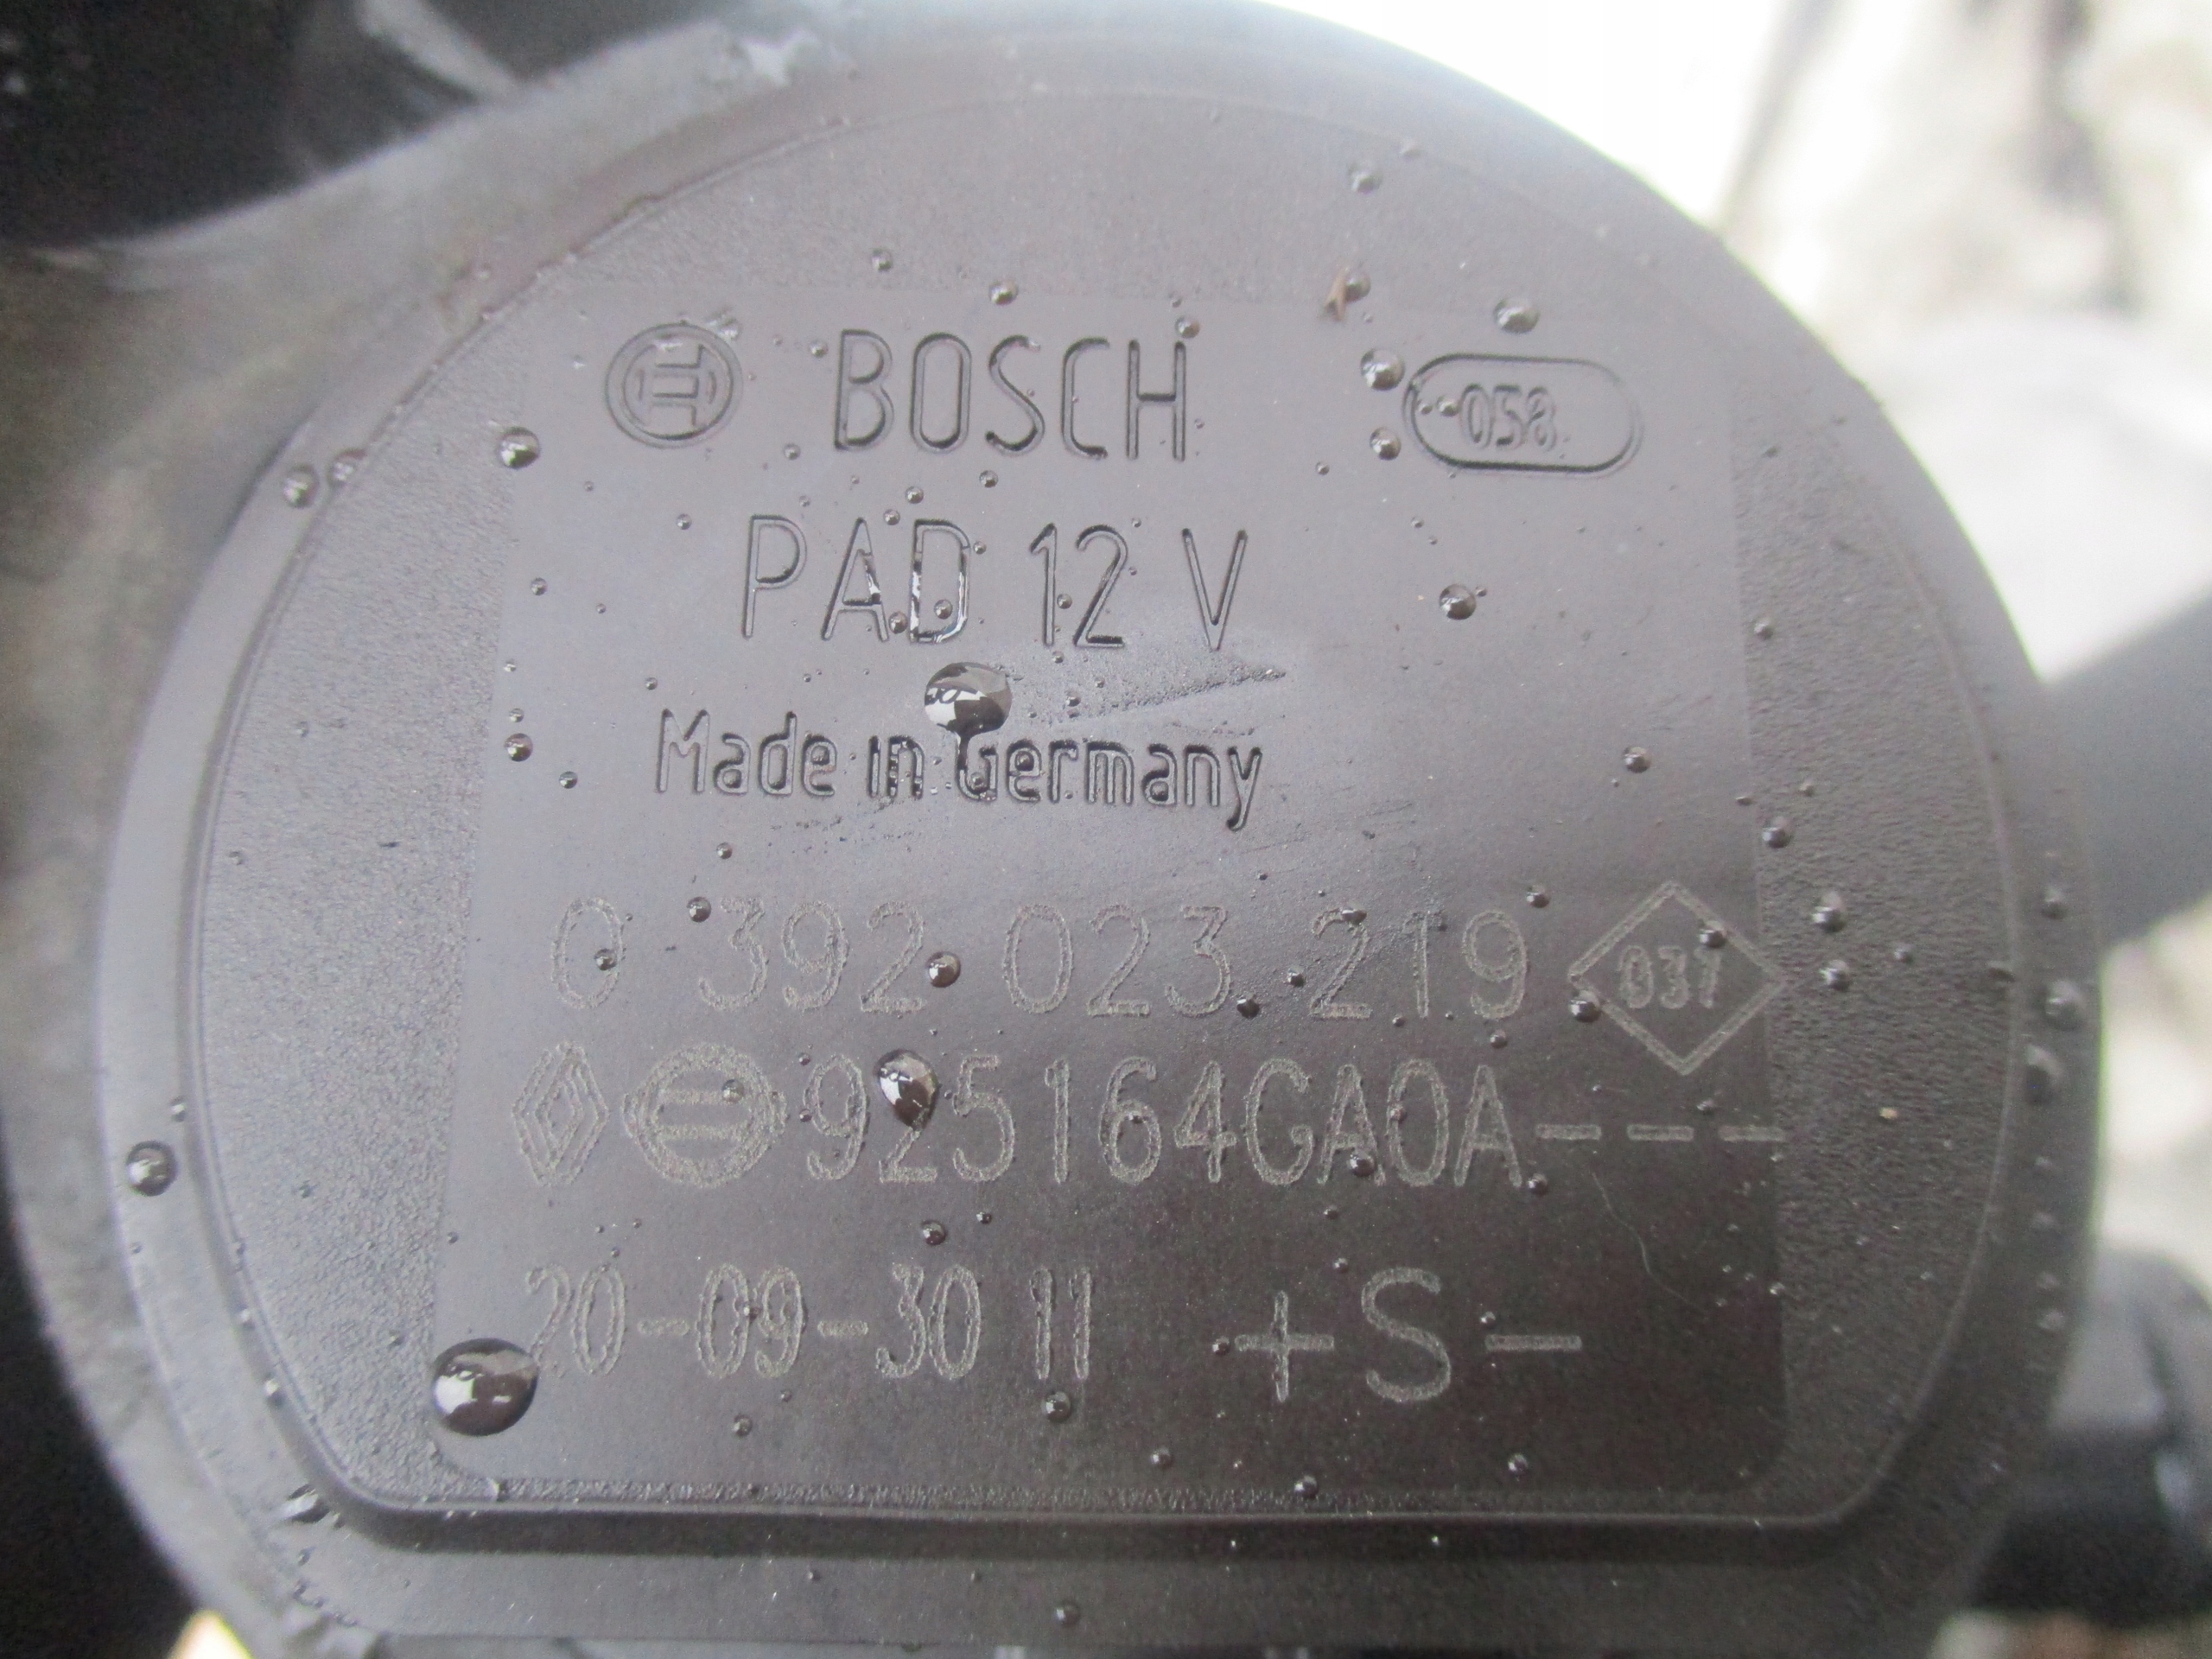 BOSCH 058
PAD 12 V
Made in Germany
0 392 023 219 037
925164GA0A---
20-09-30 11 + S -